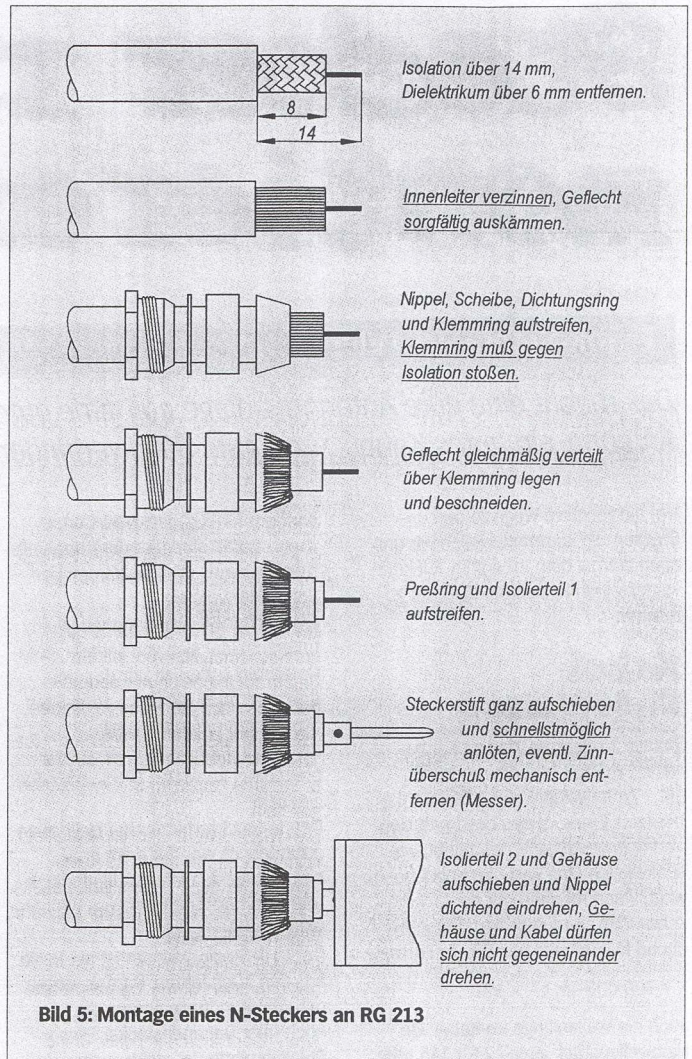 Isolation über 14 mm,
Dielektrikum über 6 mm entfernen.
8
14
Innenleiter verzinnen, Geflecht
sorgfältig auskämmen.
Nippel, Scheibe, Dichtungsring
und Klemmring aufstreifen,
Klemmring muß gegen
Isolation stoßen.
Geflecht gleichmäßig verteilt
über Klemmring legen
und beschneiden.
Preßring und Isolierteil 1
aufstreifen.
Steckerstift ganz aufschieben
und schnellstmöglich
anlöten, eventl. Zinn-
überschuß mechanisch ent-
fernen (Messer).
Isolierteil 2 und Gehäuse
aufschieben und Nippel
dichtend eindrehen, Ge-
häuse und Kabel dürfen
sich nicht gegeneinander
drehen.
Bild 5: Montage eines N-Steckers an RG 213